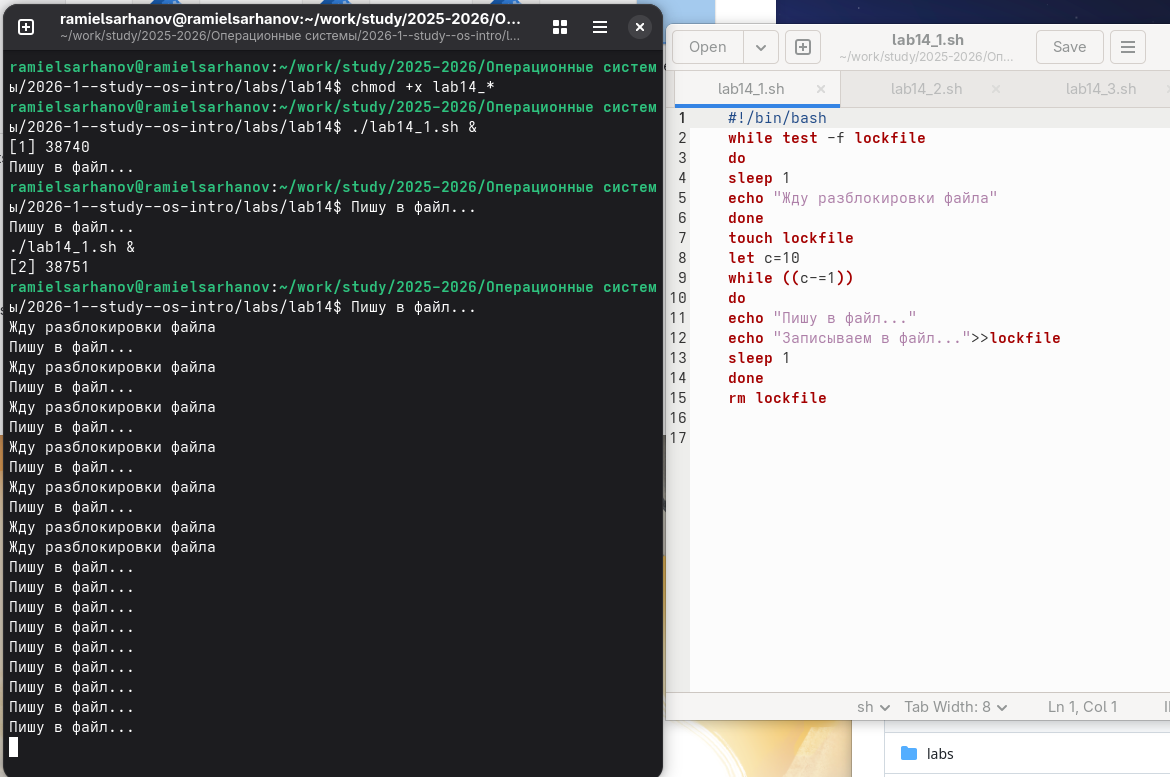 ramielsarhanov@ramielsarhanov:~/work/study/2025-2026/O...
~/work/study/2025-2026/Операционные системы/2026-1--study--os-intro/l...
ramielsarhanov@ramielsarhanov:~/work/study/2025-2026/Операционные систем
ы/2026-1--study--os-intro/labs/lab14$ chmod +x lab14_*
ramielsarhanov@ramielsarhanov:~/work/study/2025-2026/Операционные систем
ы/2026-1--study--os-intro/labs/lab14$ ./lab14_1.sh &
[1] 38740
Пишу в файл...
ramielsarhanov@ramielsarhanov:~/work/study/2025-2026/Операционные систем
ы/2026-1--study--os-intro/labs/lab14$ Пишу в файл...
Пишу в файл...
./lab14_1.sh &
[2] 38751
ramielsarhanov@ramielsarhanov:~/work/study/2025-2026/Операционные систем
ы/2026-1--study--os-intro/labs/lab14$ Пишу в файл...
Жду разблокировки файла
Пишу в файл...
Жду разблокировки файла
Пишу в файл...
Жду разблокировки файла
Пишу в файл...
Жду разблокировки файла
Пишу в файл...
Жду разблокировки файла
Пишу в файл...
Жду разблокировки файла
Жду разблокировки файла
Пишу в файл...
Пишу в файл...
Пишу в файл...
Пишу в файл...
Пишу в файл...
Пишу в файл...
Пишу в файл...
Пишу в файл...
Пишу в файл...
Open
lab14_1.sh
~/work/study/2025-2026/Оп...
Save
lab14_1.sh
lab14_2.sh
lab14_3.sh
1 #!/bin/bash
2 while test -f lockfile
3 do
4 sleep 1
5 echo "Жду разблокировки файла"
6 done
7 touch lockfile
8 let c=10
9 while ((c-=1))
10 do
11 echo "Пишу в файл..."
12 echo "Записываем в файл...">>lockfile
13 sleep 1
14 done
15 rm lockfile
16
17
sh
Tab Width: 8
Ln 1, Col 1
labs